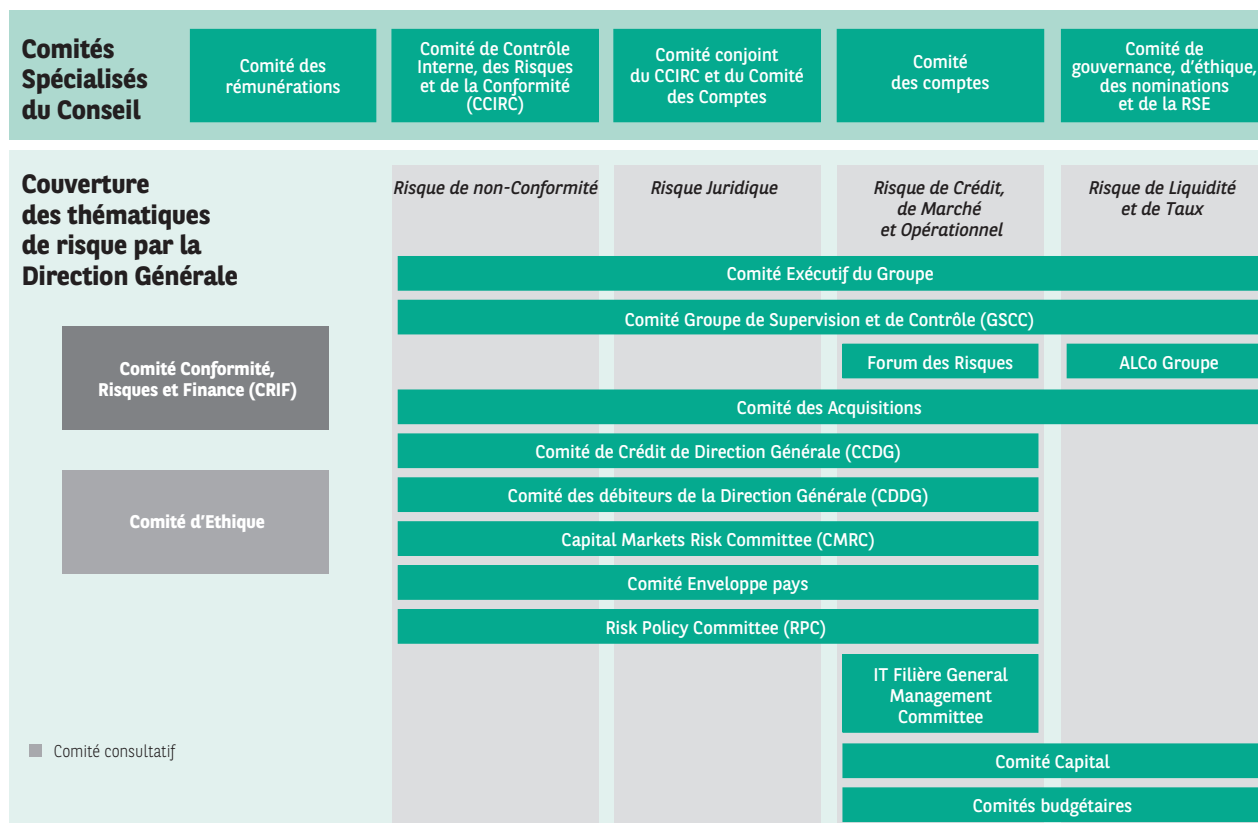 Comités
Spécialisés
du Conseil
Comité des
rémunérations
Comité de Contrôle
Interne, des Risques
et de la Conformité
(CCIRC)
Comité conjoint
du CCIRC et du Comité
des Comptes
Comité
des comptes
Comité de
gouvernance, d'éthique,
des nominations
et de la RSE
Couverture
des thématiques
de risque par la
Direction Générale
Risque de non-Conformité
Risque Juridique
Risque de Crédit,
de Marché
et Opérationnel
Risque de Liquidité
et de Taux
Comité Exécutif du Groupe
Comité Groupe de Supervision et de Contrôle (GSCC)
Comité Conformité,
Risques et Finance (CRIF)
Forum des Risques
ALCo Groupe
Comité des Acquisitions
Comité de Crédit de Direction Générale (CCDG)
Comité d'Ethique
Comité des débiteurs de la Direction Générale (CDDG)
Capital Markets Risk Committee (CMRC)
Comité Enveloppe pays
Risk Policy Committee (RPC)
IT Filière General
Management
Committee
Comité consultatif
Comité Capital
Comités budgétaires